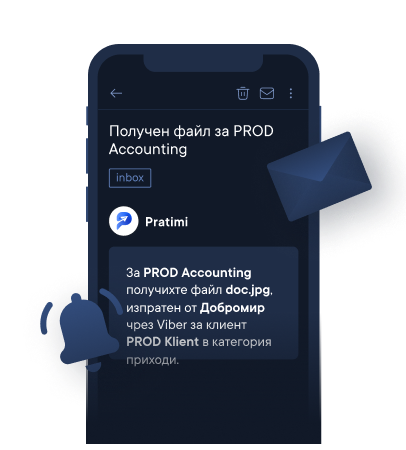 Получен файл за PROD
Accounting
inbox
Pratimi
За PROD Accounting
получихте файл doc.jpg,
изпратен от Добромир
чрез Viber за клиент
PROD Klient в категория
приходи.